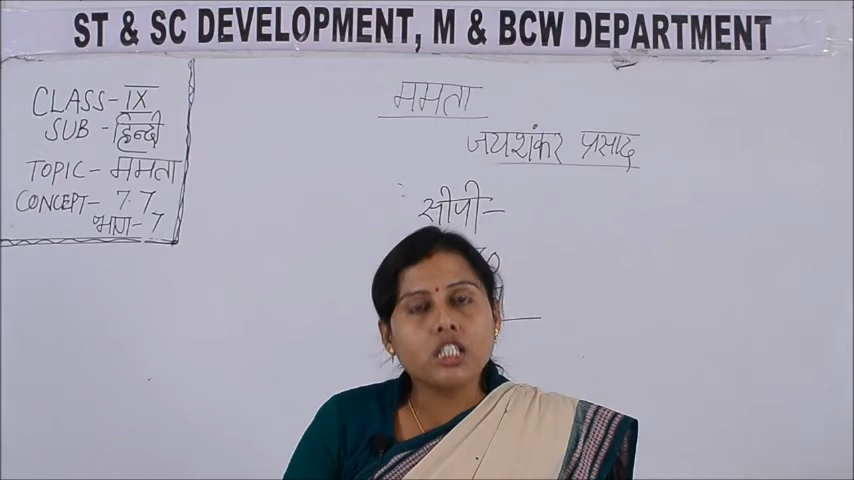 ST & SC DEVELOPMENT, M & BCW DEPARTMENT
CLASS- IX
SUB - हिन्दी
TOPIC- ममता
CONCEPT- 7.7
भाग- 7
ममता
जयशंकर प्रसाद
सीपी-